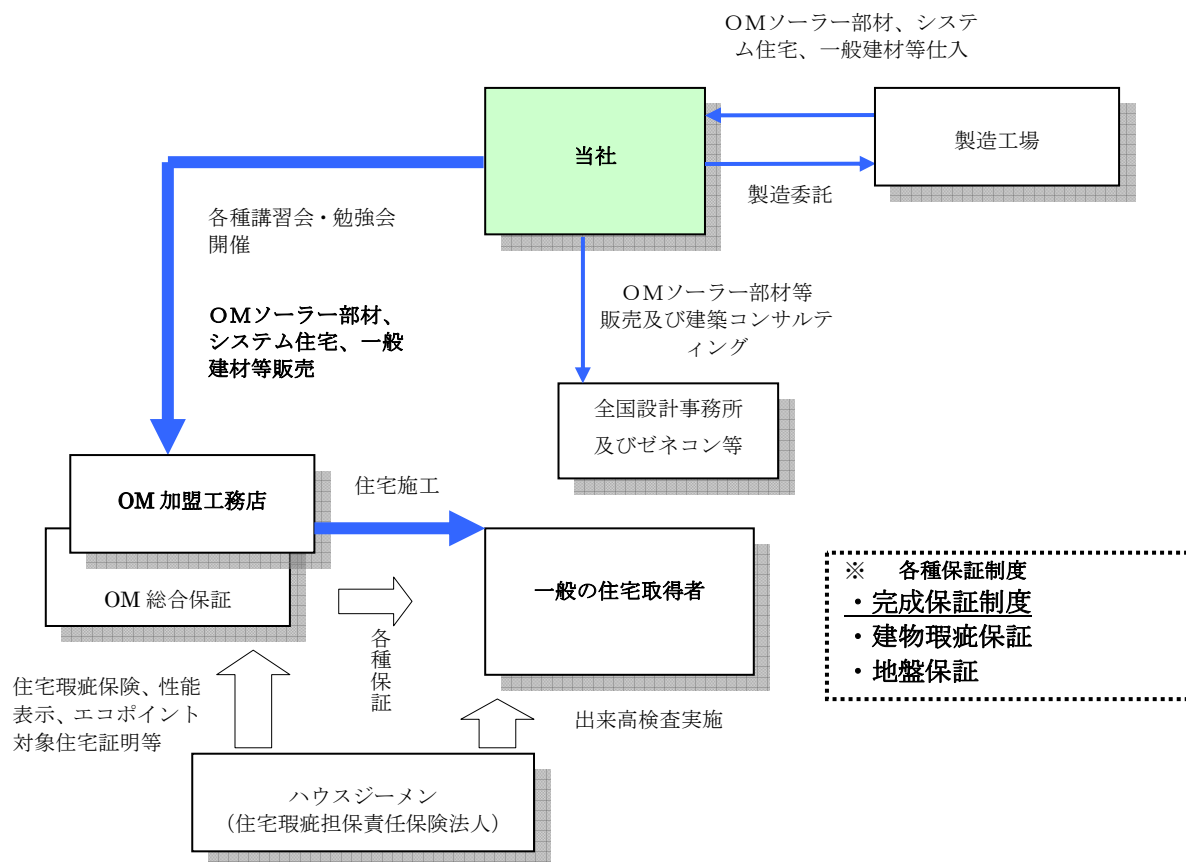 OMソーラー部材、システ
ム住宅、一般建材等仕入
当社
製造工場
製造委託
各種講習会・勉強会
開催
OMソーラー部材、
システム住宅、一般
建材等販売
OMソーラー部材等
販売及び建築コンサルテ
ィング
全国設計事務所
及びゼネコン等
OM 加盟工務店
住宅施工
OM 総合保証
一般の住宅取得者
各種保証
※ 各種保証制度
・完成保証制度
・建物瑕疵保証
・地盤保証
住宅瑕疵保険、性能
表示、エコポイント
対象住宅証明等
出来高検査実施
ハウスジーメン
（住宅瑕疵担保責任保険法人）